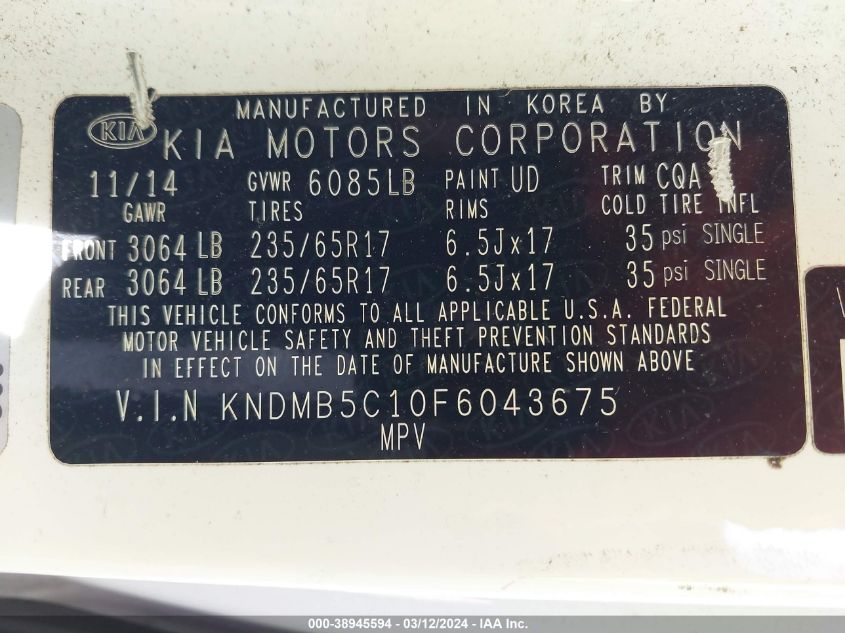 MANUFACTURED IN KOREA BY
KIA KIA MOTORS CORPORATION
11/14 GVWR 6085LB PAINT UD TRIM CQA
GAWR TIRES RIMS COLD TIRE INFL
FRONT 3064 LB 235/65R17 6.5Jx17 35 psi SINGLE
REAR 3064 LB 235/65R17 6.5Jx17 35 psi SINGLE
THIS VEHICLE CONFORMS TO ALL APPLICABLE U.S.A. FEDERAL
MOTOR VEHICLE SAFETY AND THEFT PREVENTION STANDARDS
IN EFFECT ON THE DATE OF MANUFACTURE SHOWN ABOVE
V.I.N KNDMB5C10F6043675
MPV
000-38945594 - 03/12/2024 - IAA Inc.